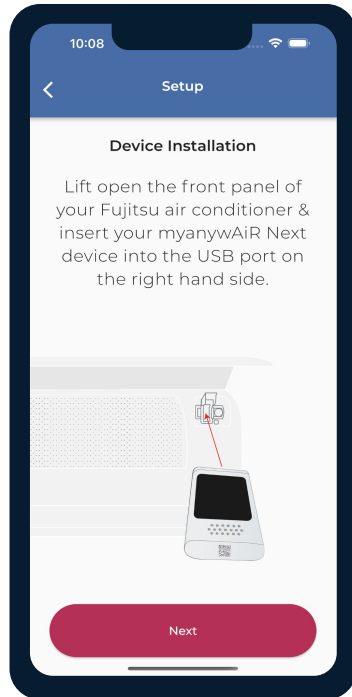 10:08
Setup
Device Installation
Lift open the front panel of
your Fujitsu air conditioner &
insert your myanywAiR Next
device into the USB port on
the right hand side.
Next